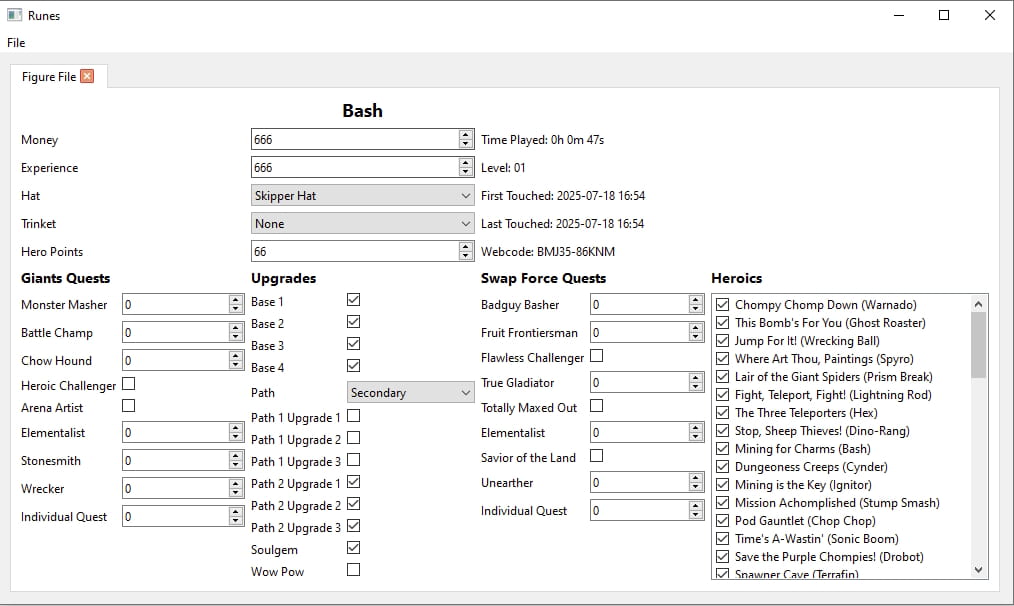 Runes
File
Figure File
Bash
Money 666 Time Played: 0h 0m 47s
Experience 666 Level: 01
Hat Skipper Hat First Touched: 2025-07-18 16:54
Trinket None Last Touched: 2025-07-18 16:54
Hero Points 66 Webcode: BMJ35-86KNM
Giants Quests
Monster Masher 0
Battle Champ 0
Chow Hound 0
Heroic Challenger
Arena Artist
Elementalist 0
Stonesmith 0
Wrecker 0
Individual Quest 0
Upgrades
Base 1
Base 2
Base 3
Base 4
Path Secondary
Path 1 Upgrade 1
Path 1 Upgrade 2
Path 1 Upgrade 3
Path 2 Upgrade 1
Path 2 Upgrade 2
Path 2 Upgrade 3
Soulgem
Wow Pow
Swap Force Quests
Badguy Basher 0
Fruit Frontiersman 0
Flawless Challenger
True Gladiator 0
Totally Maxed Out
Elementalist 0
Savior of the Land
Unearther 0
Individual Quest 0
Heroics
Chompy Chomp Down (Warnado)
This Bomb's For You (Ghost Roaster)
Jump For It! (Wrecking Ball)
Where Art Thou, Paintings (Spyro)
Lair of the Giant Spiders (Prism Break)
Fight, Teleport, Fight! (Lightning Rod)
The Three Teleporters (Hex)
Stop, Sheep Thieves! (Dino-Rang)
Mining for Charms (Bash)
Dungeoness Creeps (Cynder)
Mining is the Key (Ignitor)
Mission Achomplished (Stump Smash)
Pod Gauntlet (Chop Chop)
Time's A-Wastin' (Sonic Boom)
Save the Purple Chompies! (Drobot)
Spawner Cave (Terrafin)